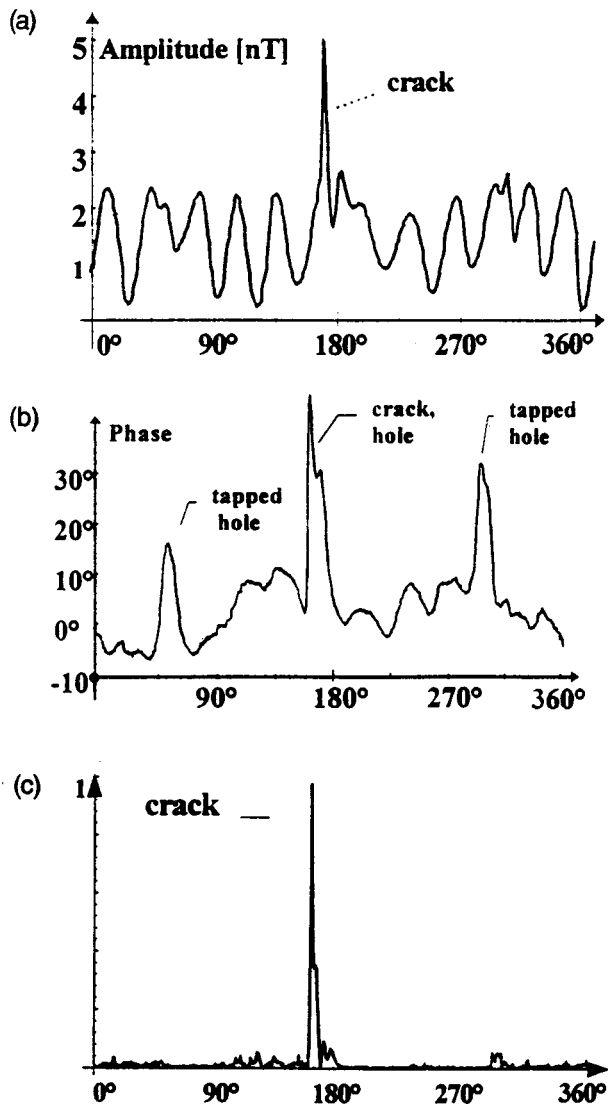 (a)
Amplitude [nT]
5
crack
4
3
2
1
0° 90° 180° 270° 360°
(b)
Phase
crack,
hole
tapped
hole
30°
tapped
hole
20°
10°
0°
-10
90° 180° 270° 360°
(c)
1
crack
0° 90° 180° 270° 360°